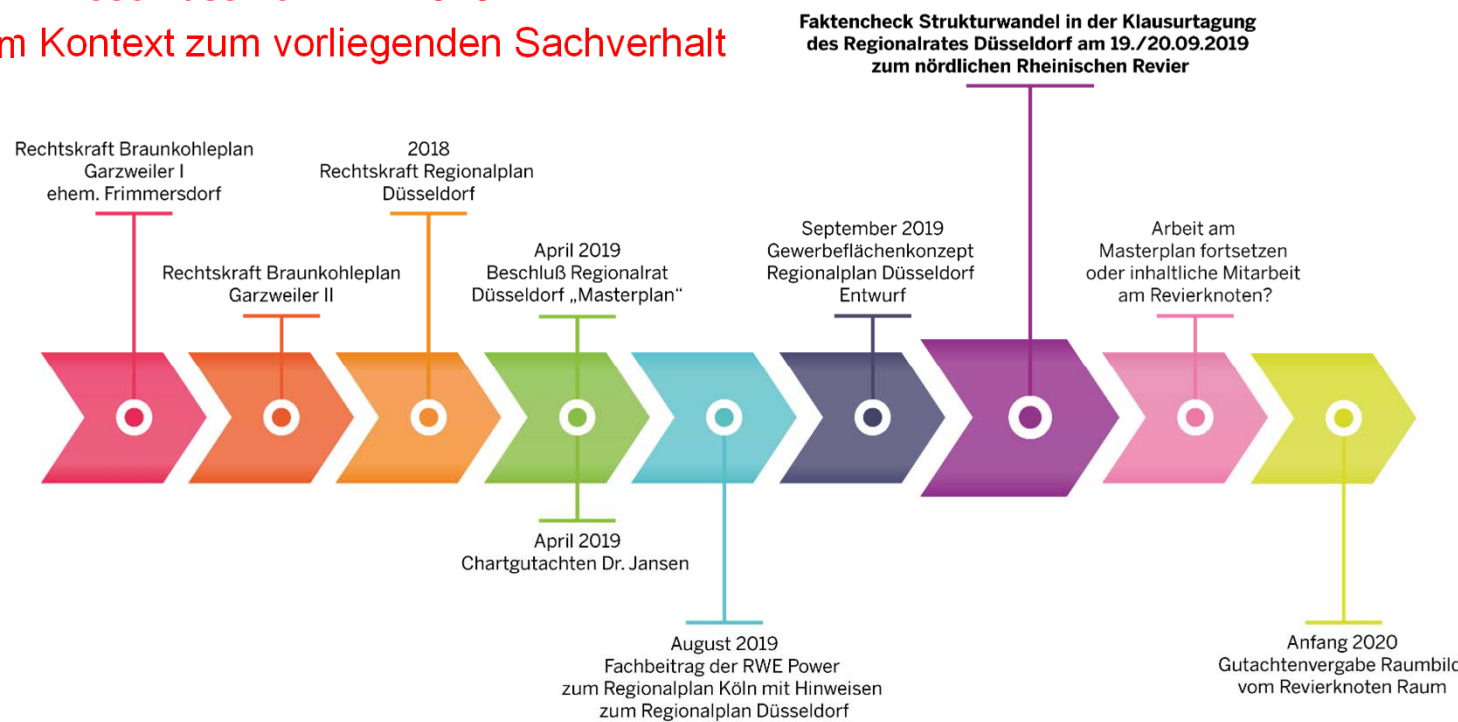 m Kontext zum vorliegenden Sachverhalt
Faktencheck Strukturwandel in der Klausurtagung
des Regionalrates Düsseldorf am 19./20.09.2019
zum nördlichen Rheinischen Revier
Rechtskraft Braunkohleplan
Garzweiler I
ehem. Frimmersdorf
Rechtskraft Braunkohleplan
Garzweiler II
2018
Rechtskraft Regionalplan
Düsseldorf
April 2019
Beschluß Regionalrat
Düsseldorf „Masterplan“
April 2019
Chartgutachten Dr. Jansen
August 2019
Fachbeitrag der RWE Power
zum Regionalplan Köln mit Hinweisen
zum Regionalplan Düsseldorf
September 2019
Gewerbeflächenkonzept
Regionalplan Düsseldorf
Entwurf
Arbeit am
Masterplan fortsetzen
oder inhaltliche Mitarbeit
am Revierknoten?
Anfang 2020
Gutachtenvergabe Raumbild
vom Revierknoten Raum